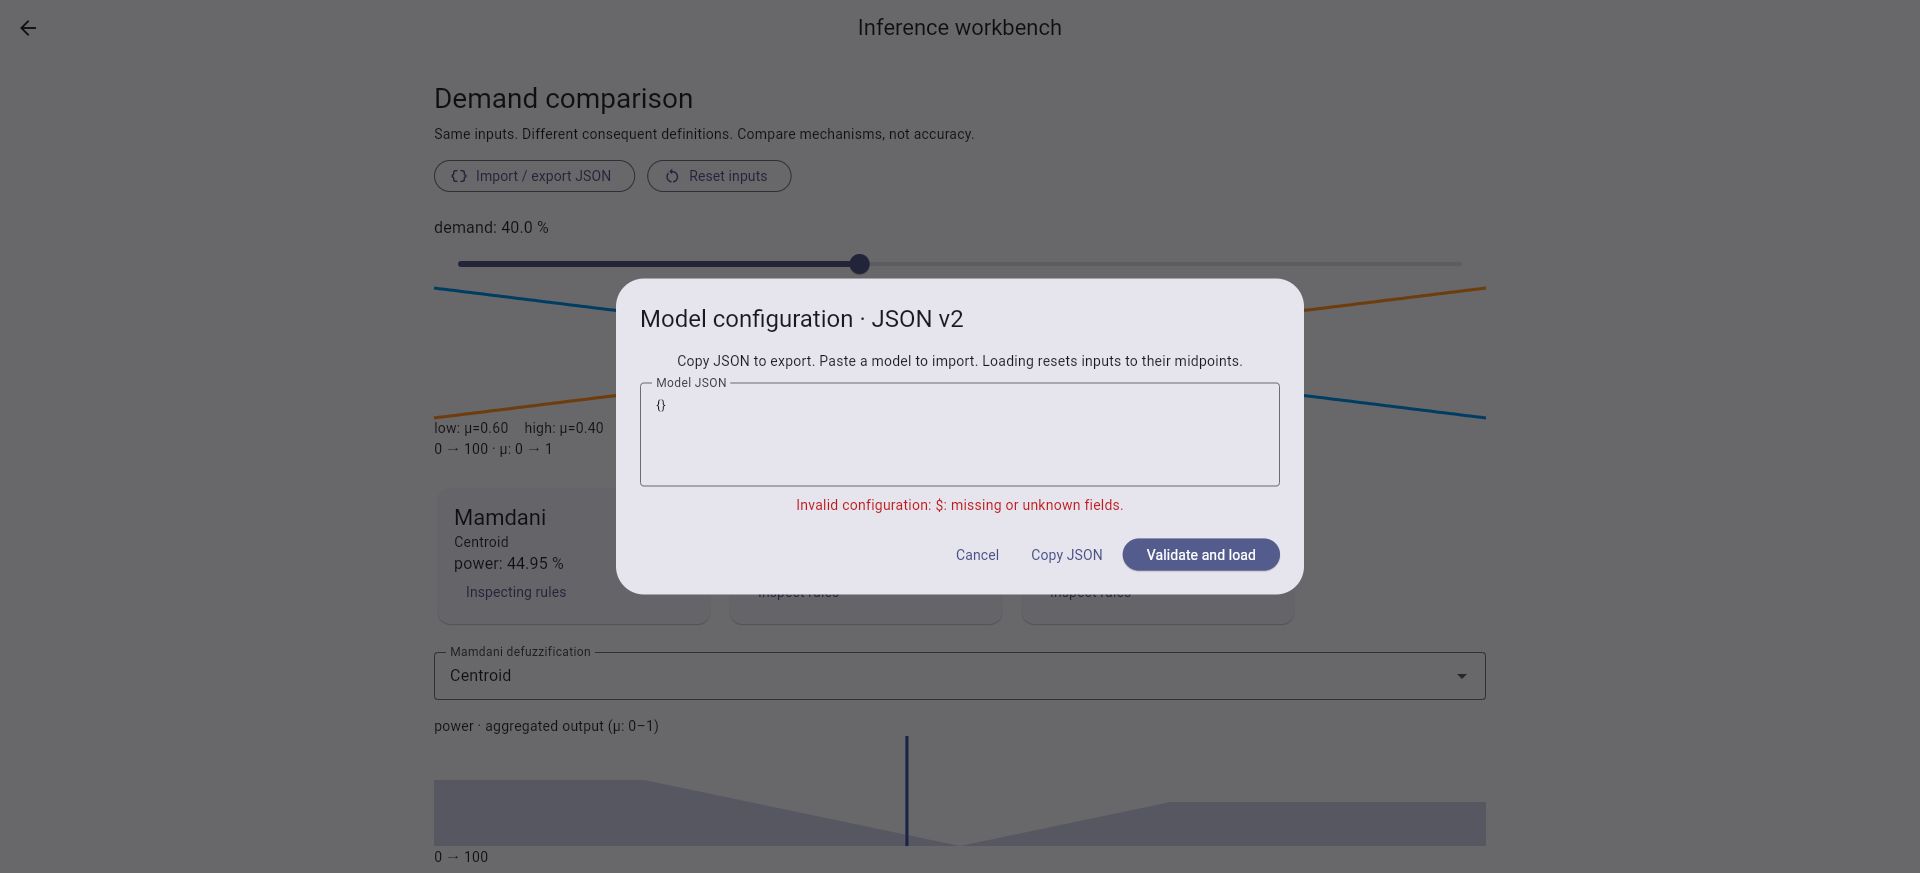 Inference workbench
Demand comparison
Same inputs. Different consequent definitions. Compare mechanisms, not accuracy.
Import / export JSON
Reset inputs
demand: 40.0 %
Model configuration · JSON v2
Copy JSON to export. Paste a model to import. Loading resets inputs to their midpoints.
Model JSON
{}
Invalid configuration: $: missing or unknown fields.
Cancel
Copy JSON
Validate and load
low: μ=0.60 high: μ=0.40
0 → 100 · μ: 0 → 1
Mamdani
Centroid
power: 44.95 %
Inspecting rules
Inspect rules
Inspect rules
Mamdani defuzzification
Centroid
power · aggregated output (μ: 0–1)
0 → 100